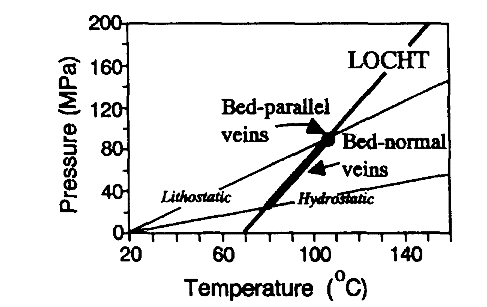 200
160
120
80
40
0
Pressure (MPa)
LOCHT
Bed-parallel
veins
Bed-normal
veins
Lithostatic
Hydrostatic
20
60
100
140
Temperature (°C)